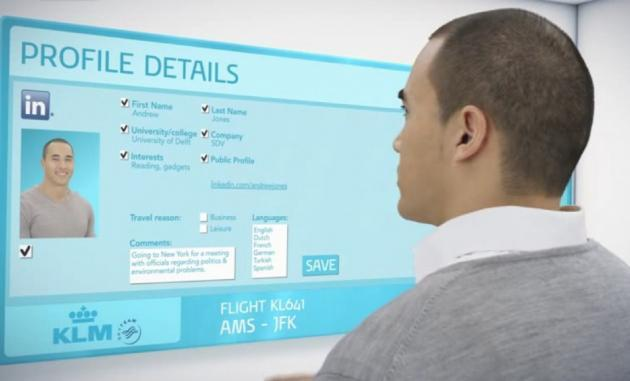 PROFILE DETAILS
in
First Name
Andrew
Last Name
Jones
University/college
University of Delft
Company
SDV
Interests
Reading, gadgets
Public Profile
linkedin.com/andrewjones
Travel reason:
Business
Leisure
Languages:
English
Dutch
French
German
Turkish
Spanish
Comments:
Going to New York for a meeting
with officials regarding politics &
environmental problems.
SAVE
KLM
FLIGHT KL641
AMS - JFK